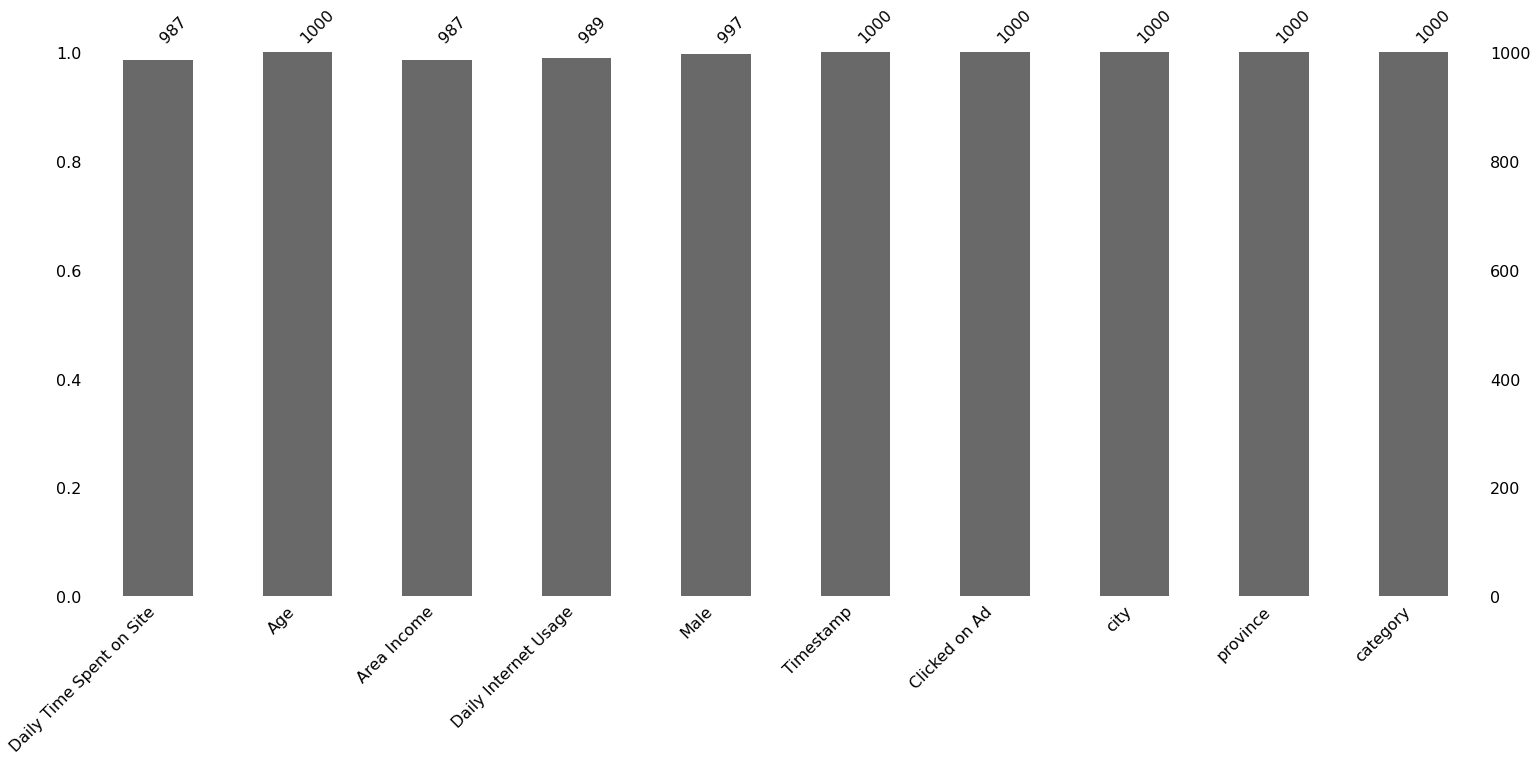 987 1000 987 989 997 1000 1000 1000 1000 1000
1.0 1000
0.8 800
0.6 600
0.4 400
0.2 200
0.0 0
Daily Time Spent on Site
Age
Area Income
Daily Internet Usage
Male
Timestamp
Clicked on Ad
city
province
category